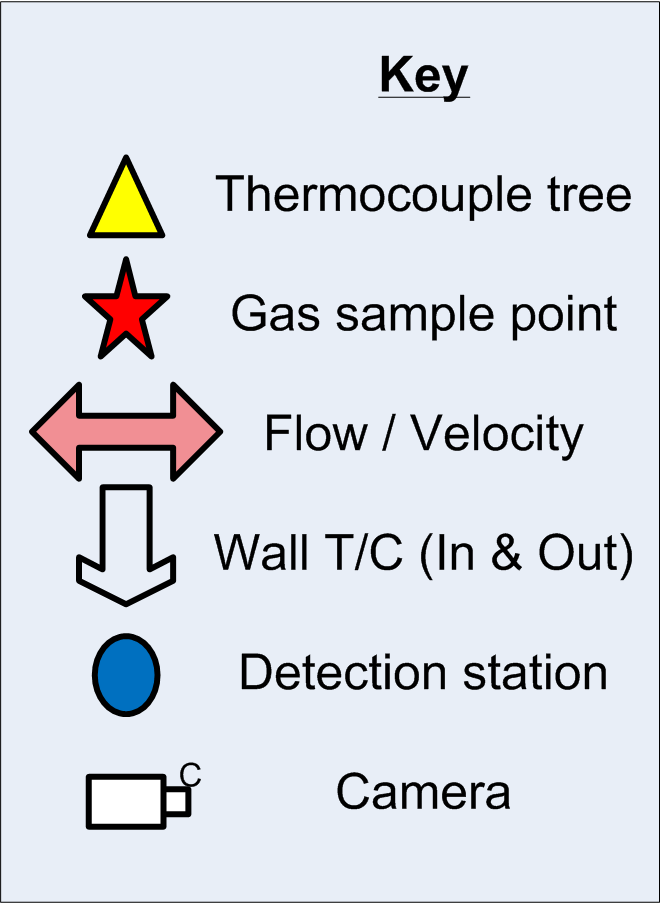 Key
Thermocouple tree
Gas sample point
Flow / Velocity
Wall T/C (In & Out)
Detection station
C
Camera